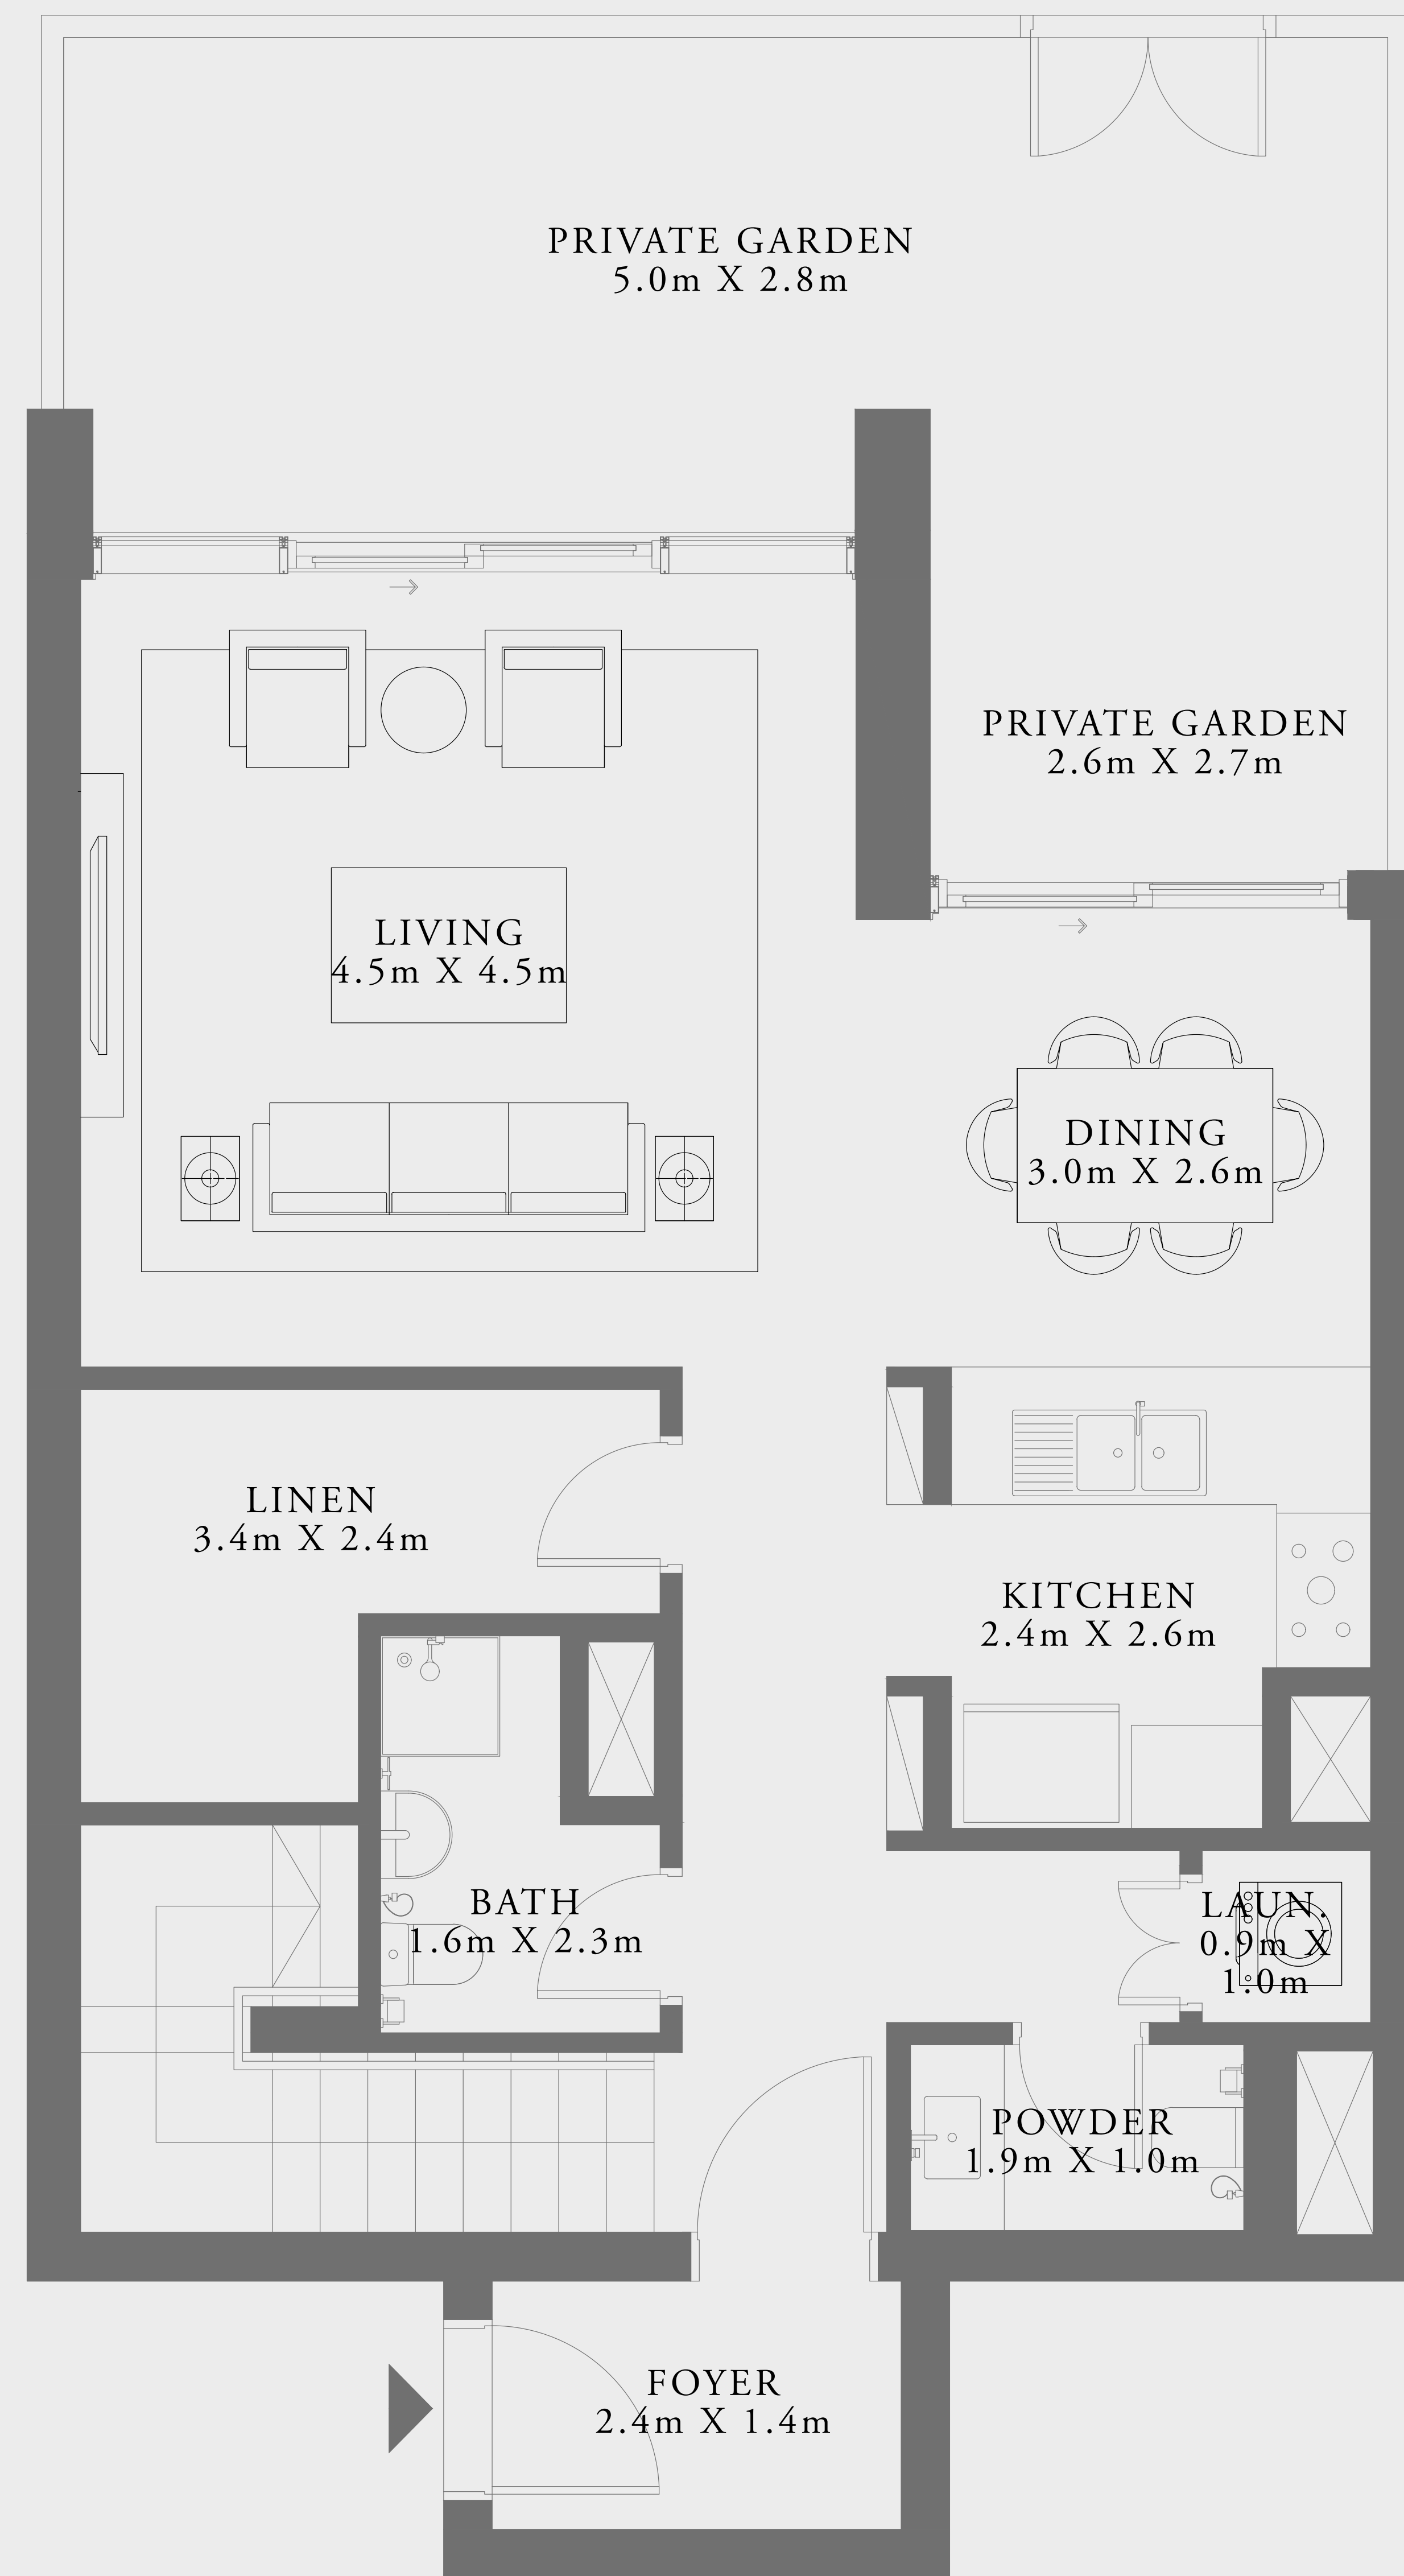 PRIVATE GARDEN
5.0m X 2.8m
PRIVATE GARDEN
2.6m X 2.7m
LIVING
4.5m X 4.5m
DINING
3.0m X 2.6m
LINEN
3.4m X 2.4m
KITCHEN
2.4m X 2.6m
BATH
1.6m X 2.3m
LAUN.
0.9m X
1.0m
POWDER
1.9m X 1.0m
FOYER
2.4m X 1.4m